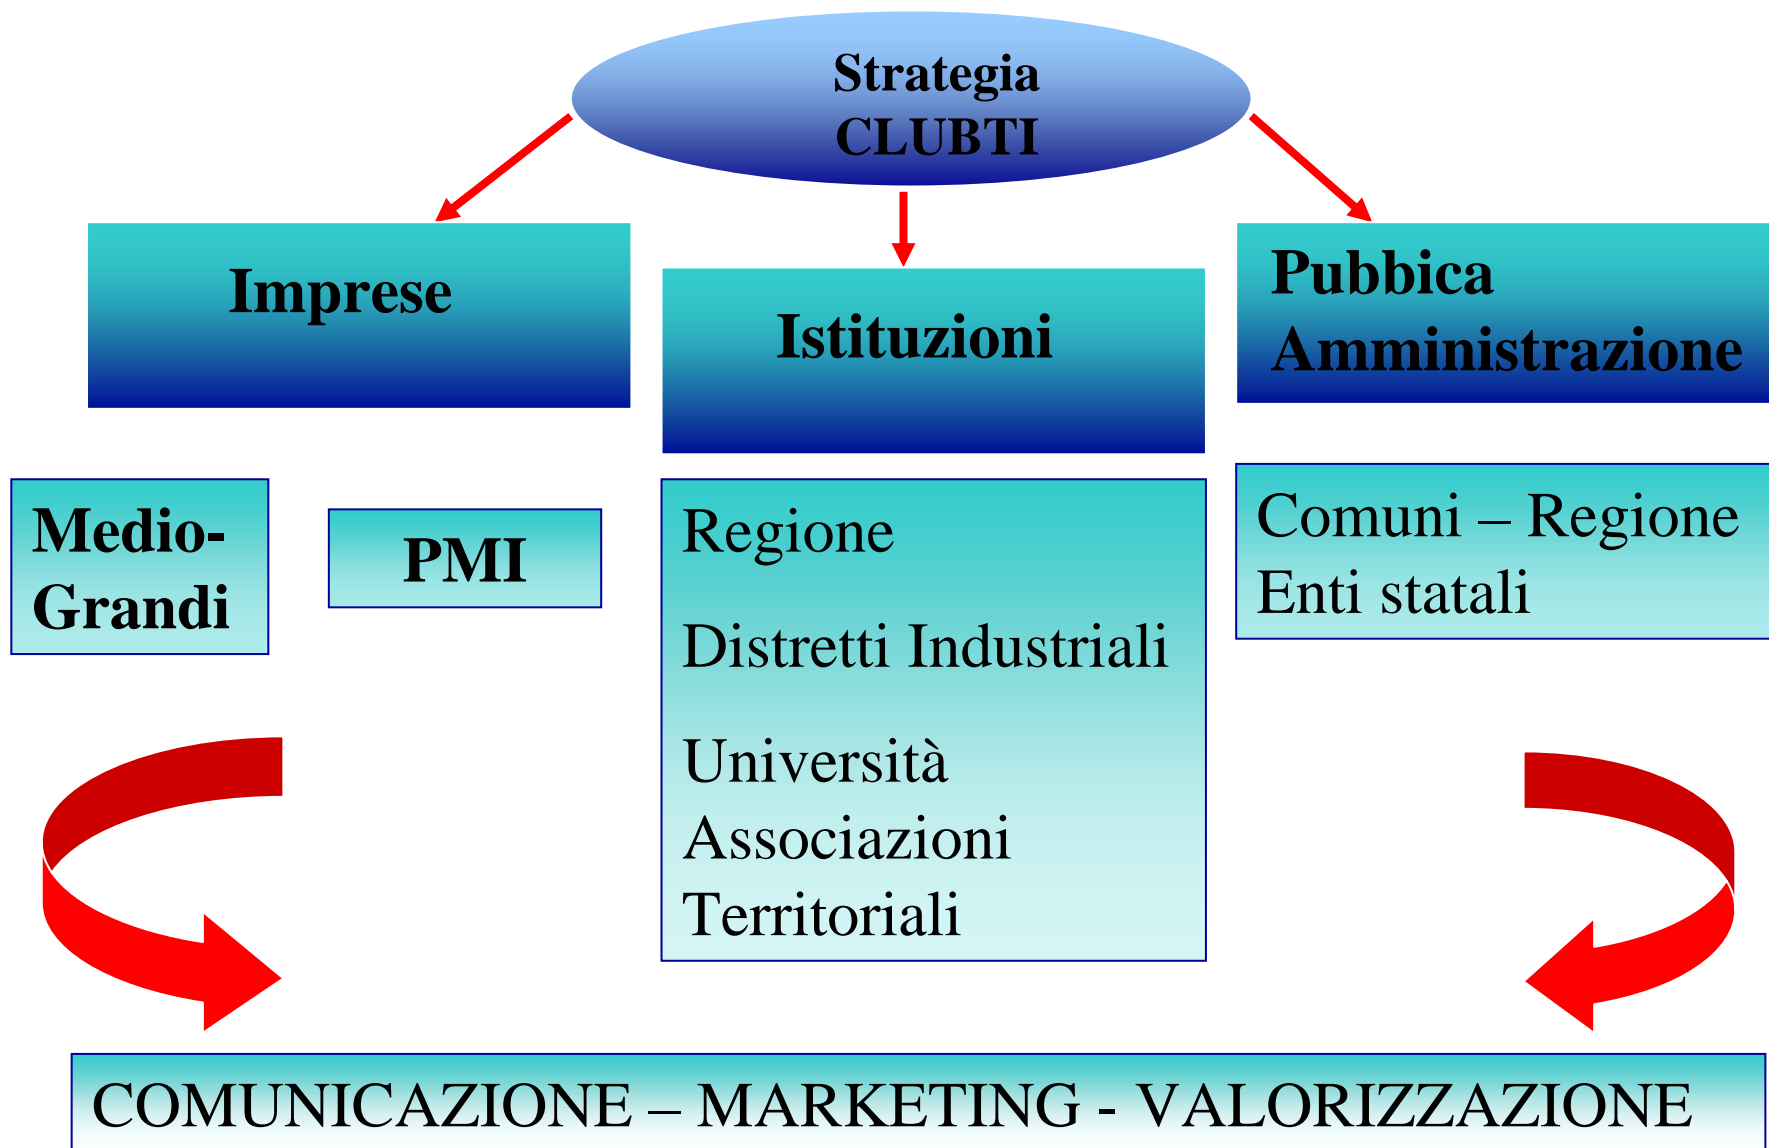 Strategia
CLUBTI
Imprese
Istituzioni
Pubbica
Amministrazione
Medio-
Grandi
PMI
Regione
Distretti Industriali
Università
Associazioni
Territoriali
Comuni – Regione
Enti statali
COMUNICAZIONE – MARKETING - VALORIZZAZIONE